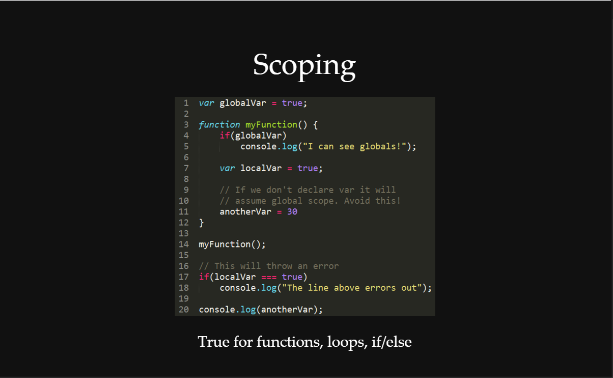 Scoping
1 var globalVar = true;
2
3 function myFunction() {
4     if(globalVar)
5         console.log("I can see globals!");
6
7     var localVar = true;
8
9     // If we don't declare var it will
10     // assume global scope. Avoid this!
11     anotherVar = 30
12 }
13
14 myFunction();
15
16 // This will throw an error
17 if(localVar === true)
18     console.log("The line above errors out");
19
20 console.log(anotherVar);
True for functions, loops, if/else